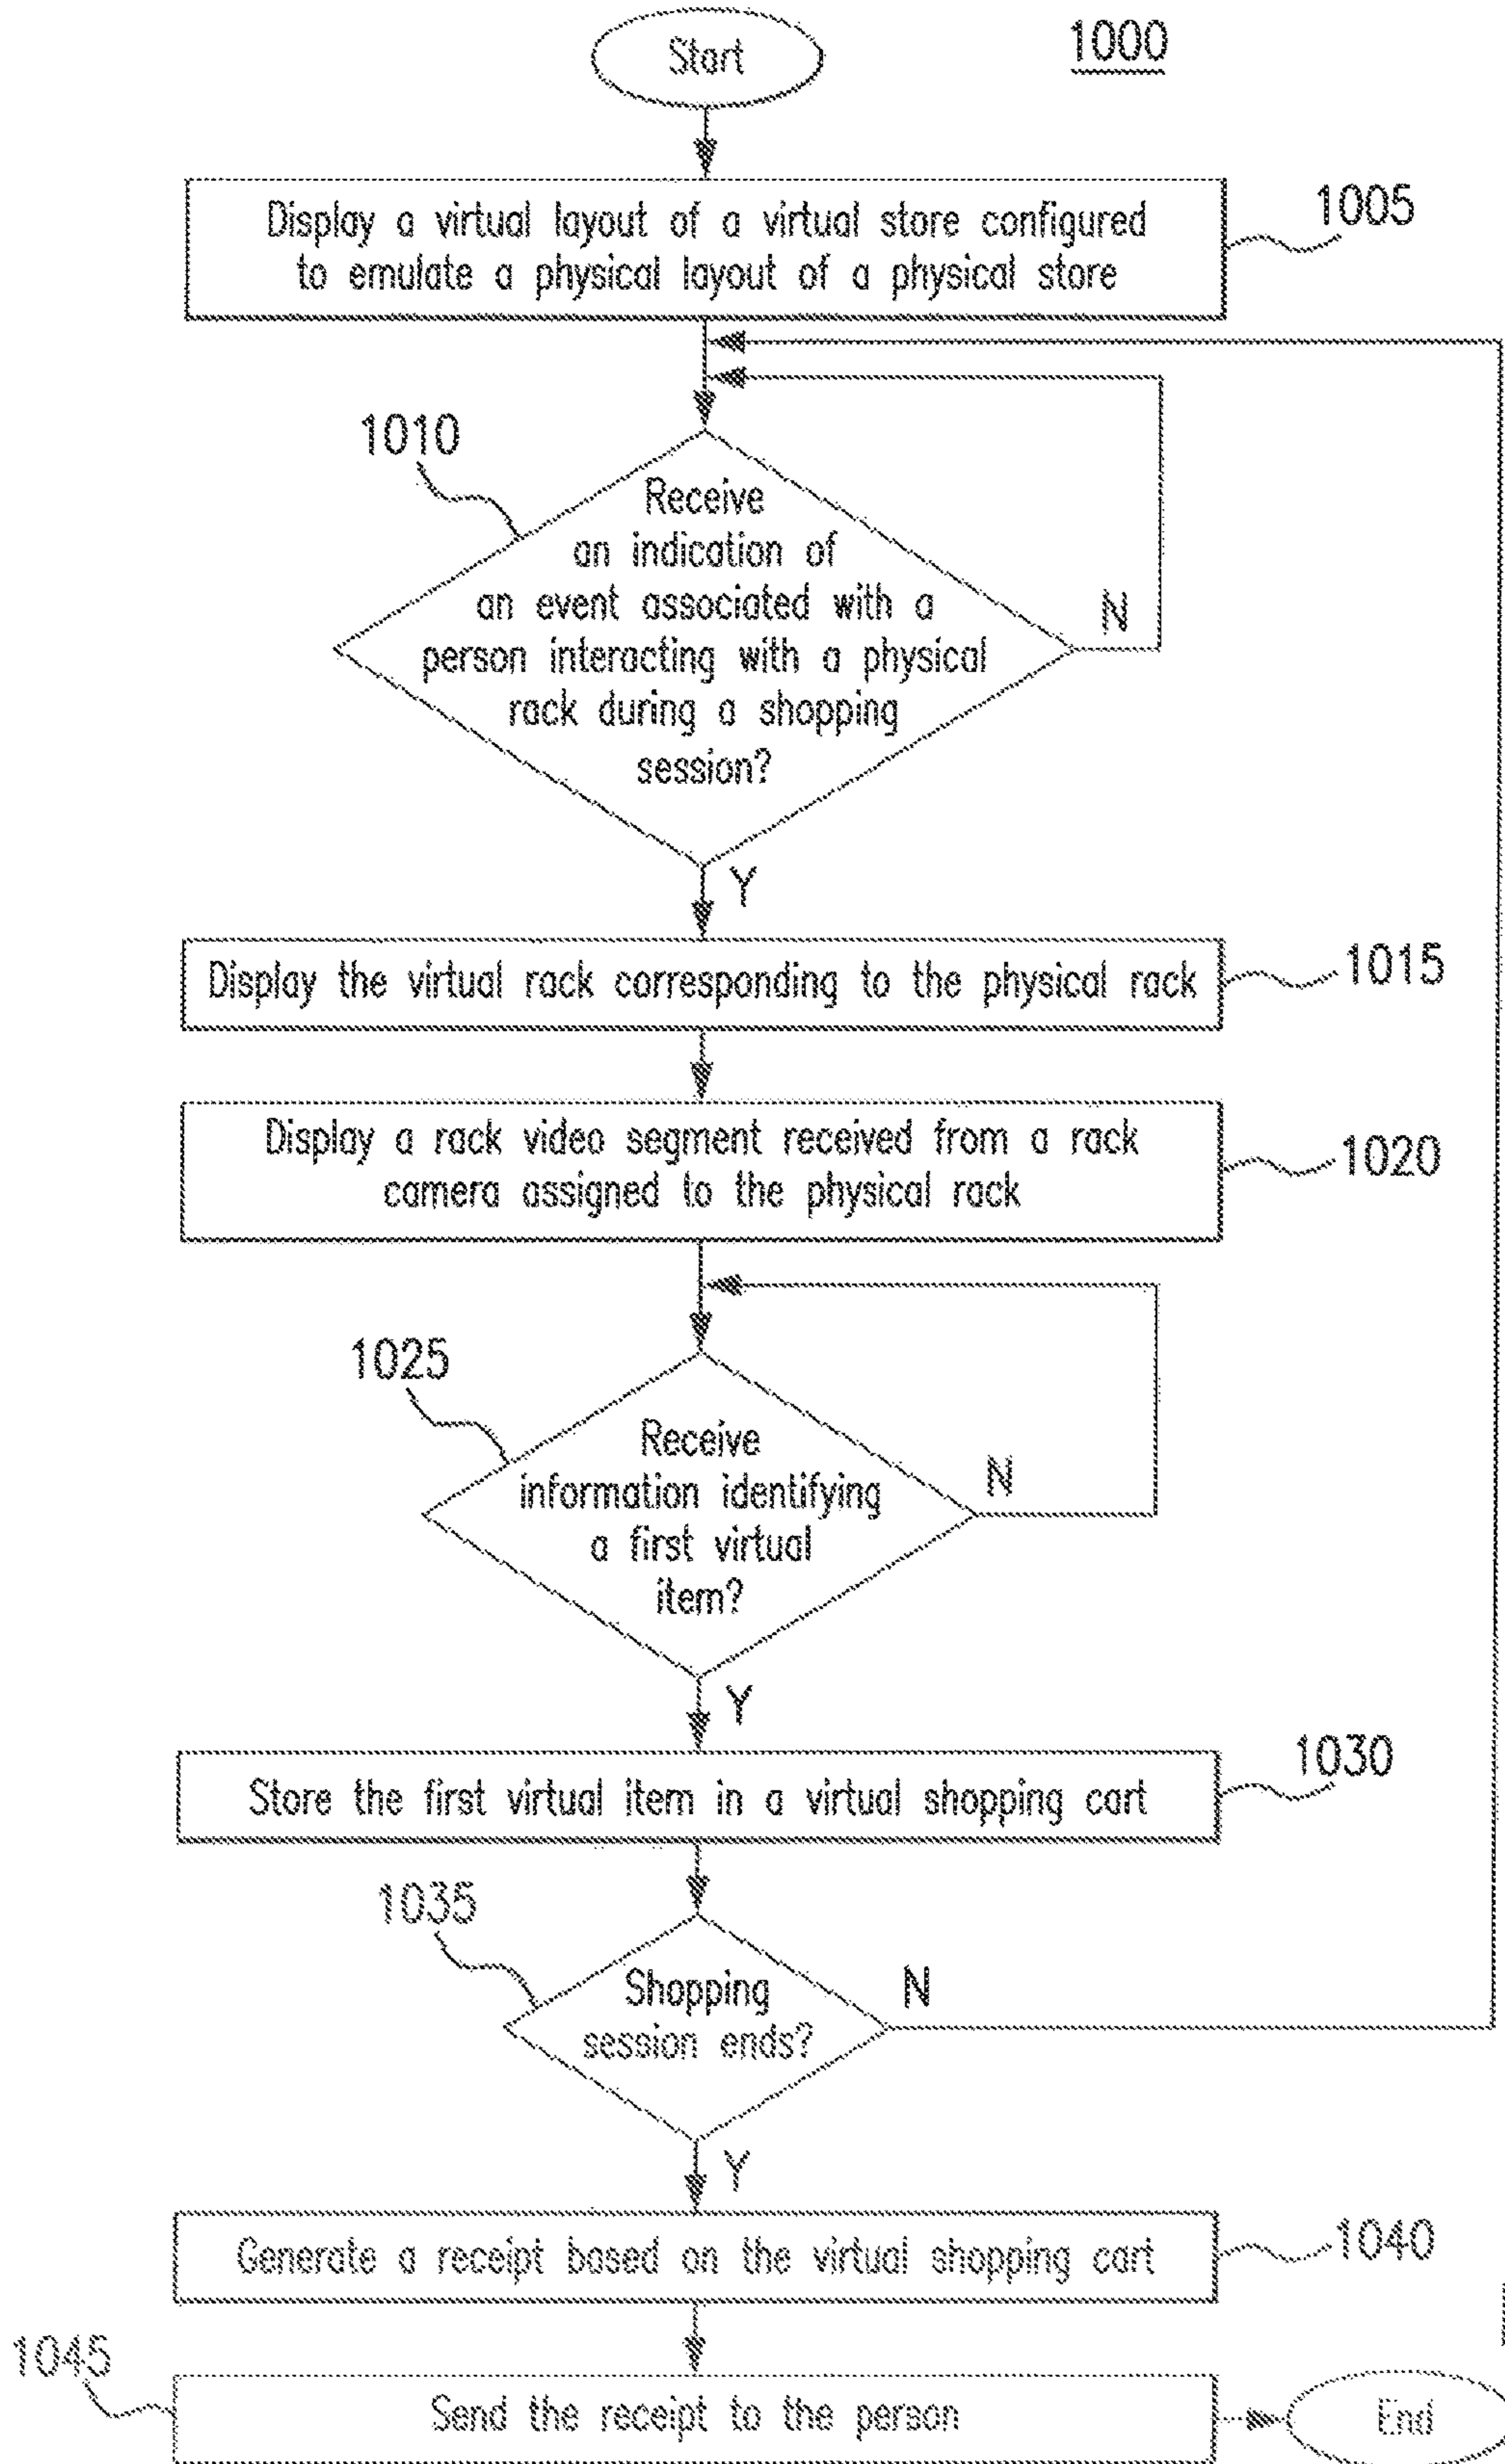 Start
1000
Display a virtual layout of a virtual store configured
to emulate a physical layout of a physical store
1005
1010
Receive
an indication of
an event associated with a
person interacting with a physical
rack during a shopping
session?
N
Y
Display the virtual rack corresponding to the physical rack
1015
Display a rack video segment received from a rack
camera assigned to the physical rack
1020
1025
Receive
information identifying
a first virtual
item?
N
Y
Store the first virtual item in a virtual shopping cart
1030
1035
Shopping
session ends?
N
Y
Generate a receipt based on the virtual shopping cart
1040
1045
Send the receipt to the person
End